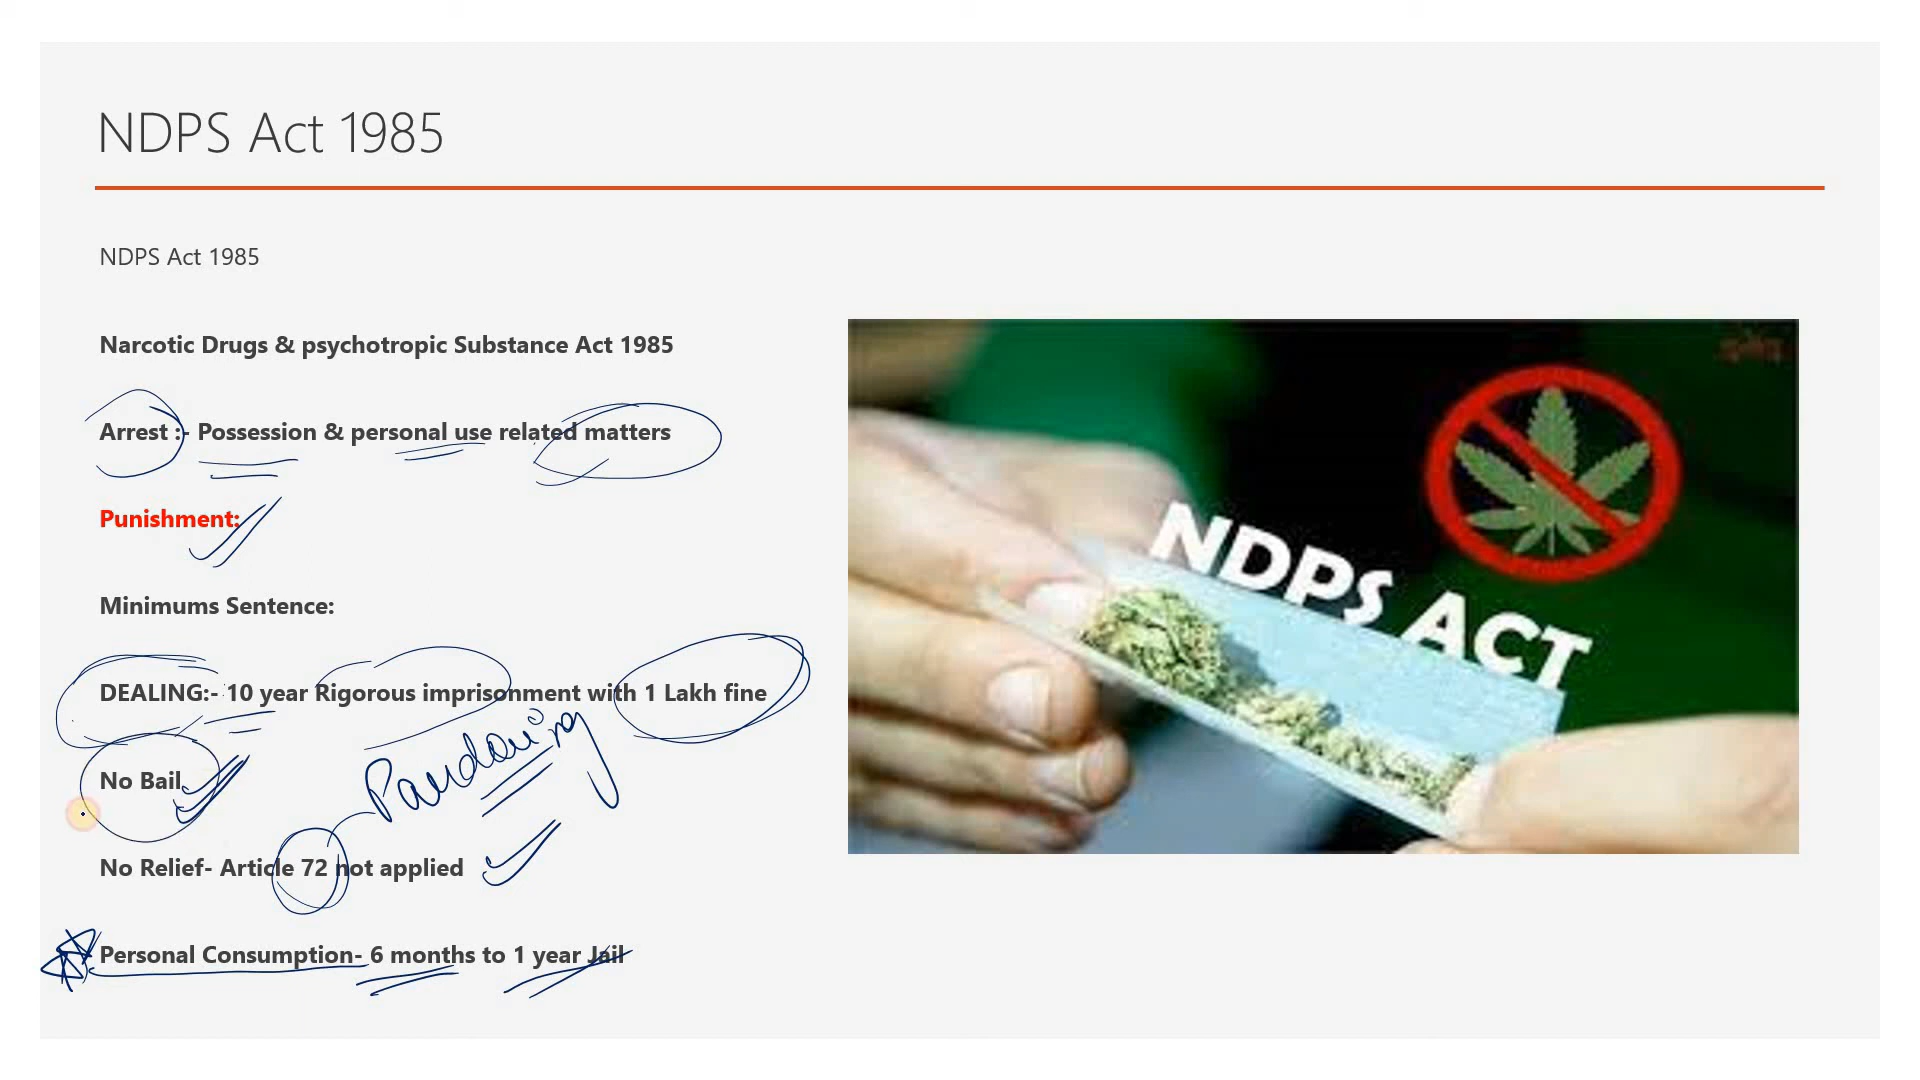 NDPS Act 1985
NDPS Act 1985
Narcotic Drugs & psychotropic Substance Act 1985
Arrest :- Possession & personal use related matters
Punishment:
Minimums Sentence:
DEALING:- 10 year Rigorous imprisonment with 1 Lakh fine
No Bail
No Relief- Article 72 not applied
Personal Consumption- 6 months to 1 year Jail
NDPS ACT